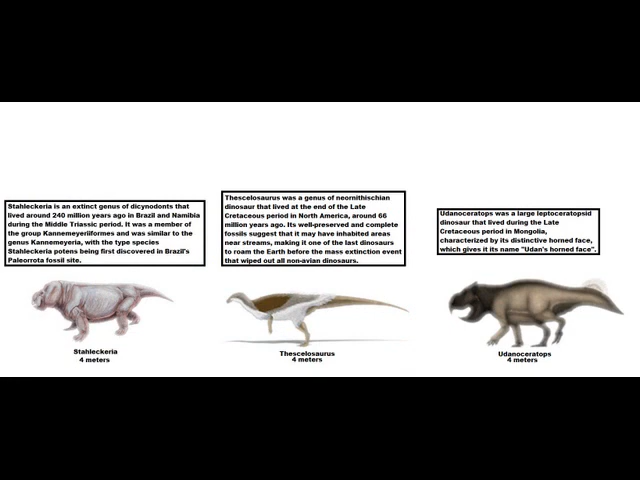 Stahleckeria is an extinct genus of dicynodonts that
lived around 240 million years ago in Brazil and Namibia
during the Middle Triassic period. It was a member of
the group Kannemeyeriiformes and was similar to the
genus Kannemeyeria, with the type species
Stahleckeria potens being first discovered in Brazil's
Paleorrota fossil site.
Thescelosaurus was a genus of neornithischian
dinosaur that lived at the end of the Late
Cretaceous period in North America, around 66
million years ago. Its well-preserved and complete
fossils suggest that it may have inhabited areas
near streams, making it one of the last dinosaurs
to roam the Earth before the mass extinction event
that wiped out all non-avian dinosaurs.
Udanoceratops was a large leptoceratopsid
dinosaur that lived during the Late
Cretaceous period in Mongolia,
characterized by its distinctive horned face,
which gives it its name "Udan's horned face".
Stahleckeria
4 meters
Thescelosaurus
4 meters
Udanoceratops
4 meters